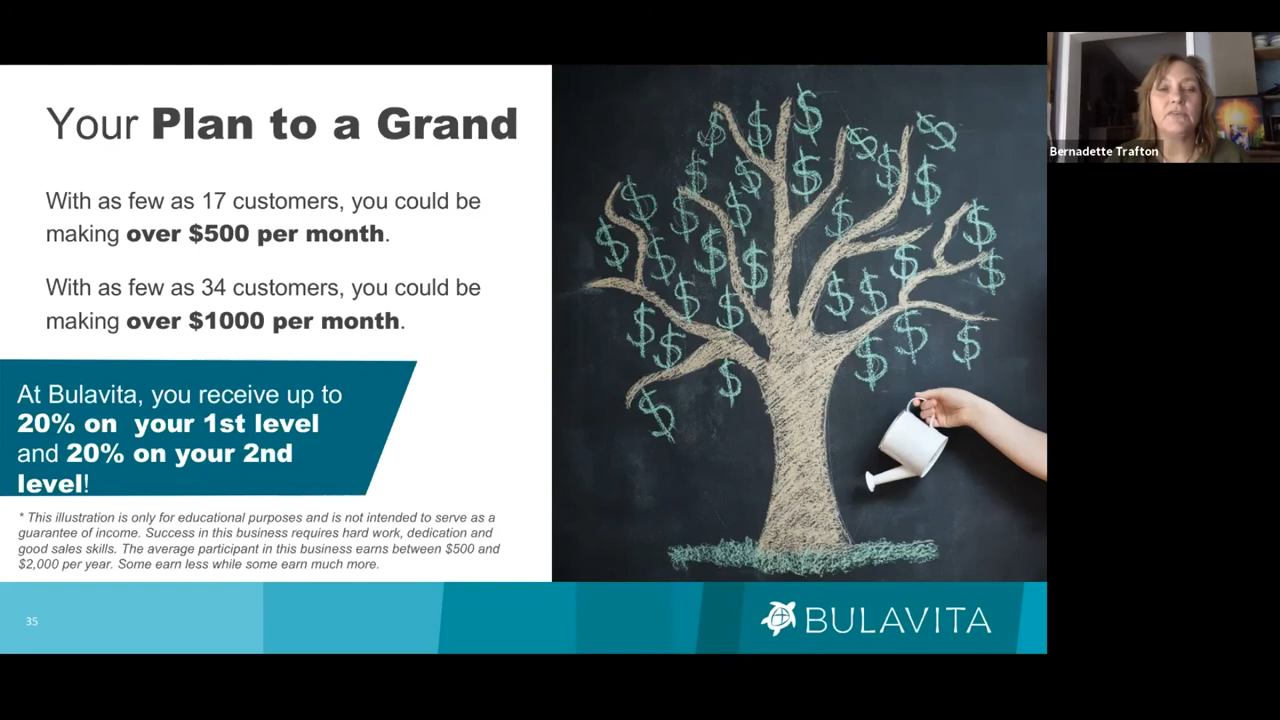 Your Plan to a Grand
With as few as 17 customers, you could be
making over $500 per month.
With as few as 34 customers, you could be
making over $1000 per month.
At Bulavita, you receive up to
20% on your 1st level
and 20% on your 2nd
level!
* This illustration is only for educational purposes and is not intended to serve as a
guarantee of income. Success in this business requires hard work, dedication and
good sales skills. The average participant in this business earns between $500 and
$2,000 per year. Some earn less while some earn much more.
35
BULAVITA
Bernadette Trafton